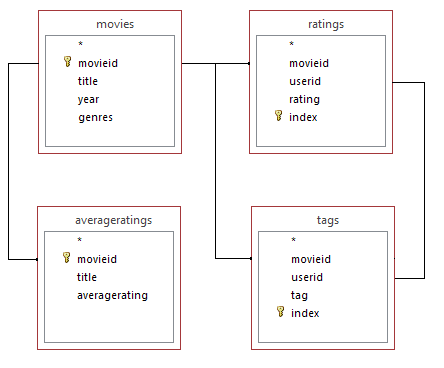 movies
*
movieid
title
year
genres
ratings
*
movieid
userid
rating
index
averageratings
*
movieid
title
averagerating
tags
*
movieid
userid
tag
index